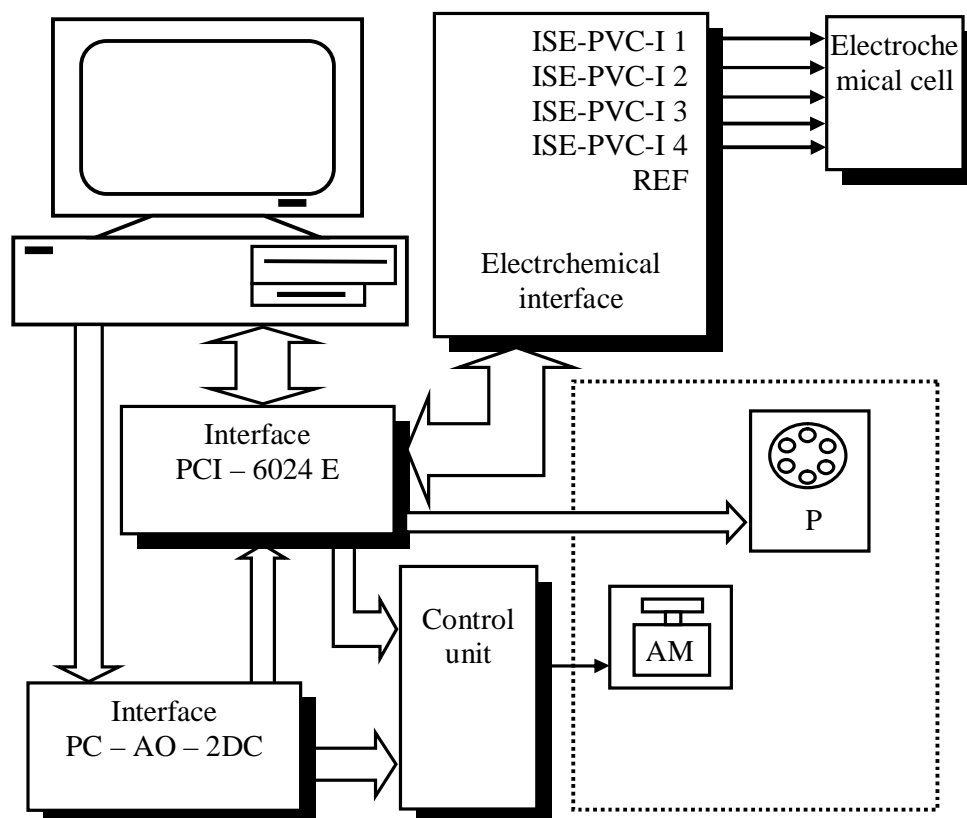 ISE-PVC-I 1
ISE-PVC-I 2
ISE-PVC-I 3
ISE-PVC-I 4
REF
Electrchemical
interface
Electroche
mical cell
Interface
PCI – 6024 E
P
Control
unit
AM
Interface
PC – AO – 2DC